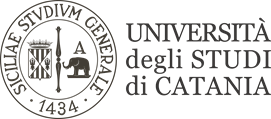 SICILIAE STVDIVM GENERALE
· 1434 ·
A
UNIVERSITÀ
degli STUDI
di CATANIA